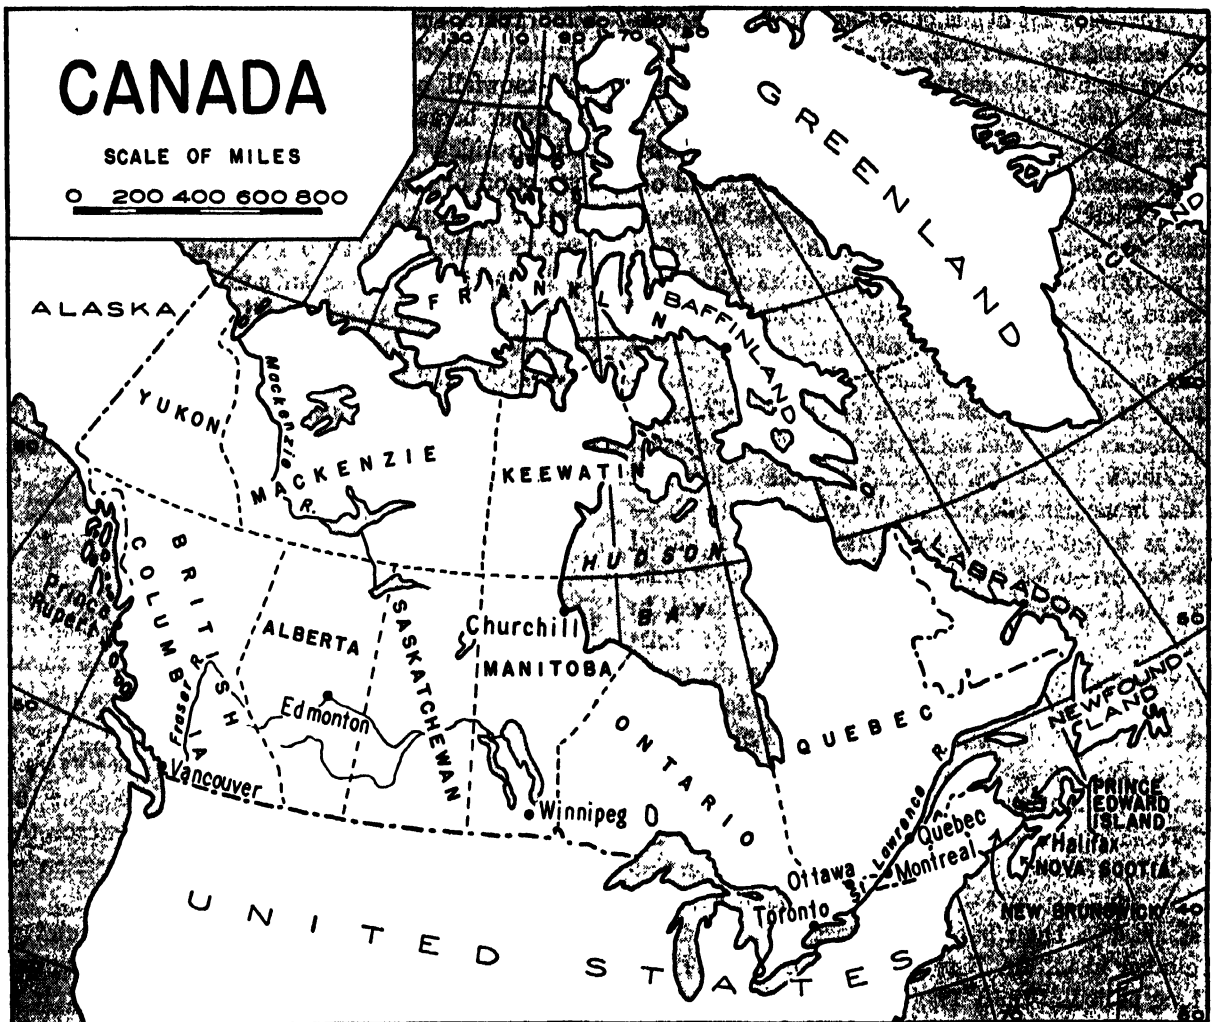 CANADA
SCALE OF MILES
0 200 400 600 800
GREENLAND
ALASKA
FRANKLIN
BAFFINLAND
YUKON
Mackenzie
R.
MACKENZIE
KEEWATIN
HUDSON
BAY
LABRADOR
BRITISH
COLUMBIA
Prince
Rupert
ALBERTA
SASKATCHEWAN
Churchill
MANITOBA
Fraser R
Edmonton
ONTARIO
QUEBEC
NEWFOUND
LAND
Vancouver
Winnipeg
St. Lawrence R.
PRINCE
EDWARD
ISLAND
Quebec
Halifax
Ottawa
Montreal
NOVA SCOTIA
Toronto
NEW BRUNSWICK
UNITED STATES